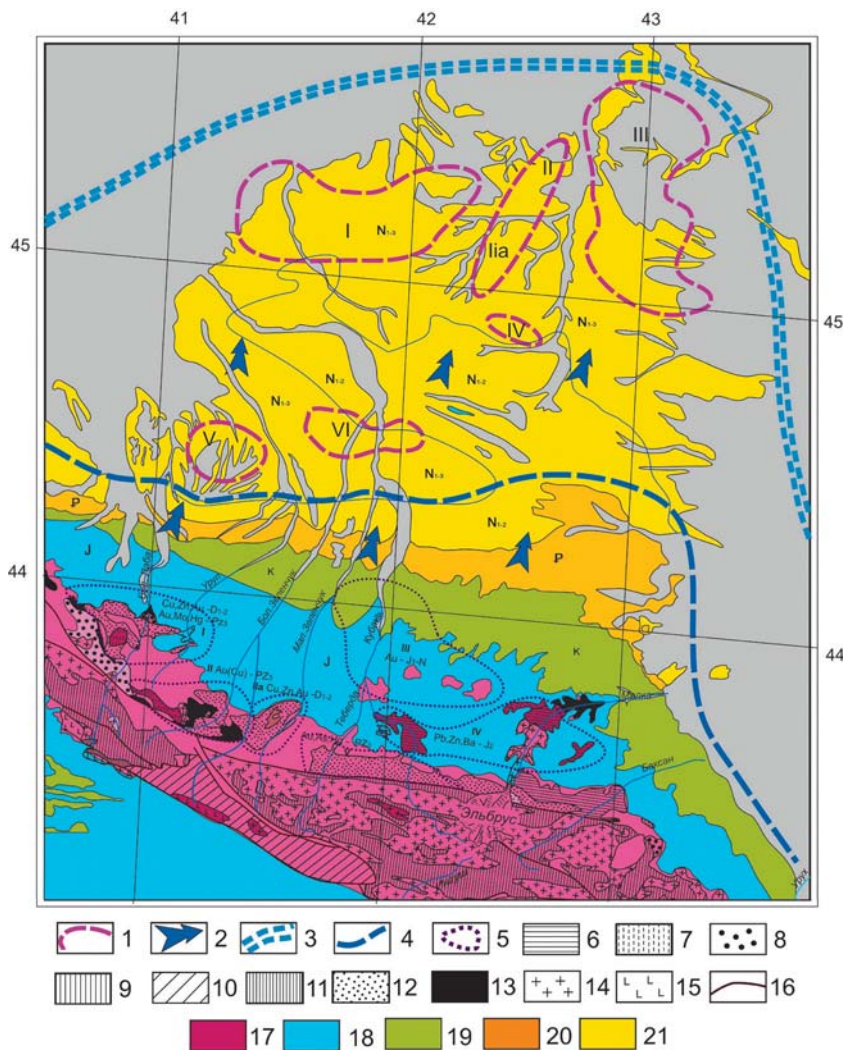 41 42 43
III
II
I
N1-3
45
IIa
IV
N1-3
45
N1-2
N1-2
N1-3
V
VI
N1-3
N1-2
P
P
44
J
K
Уруп
Бол.Зеленчук
Мал.Зеленчук
Кубань
Cu,Zn,Au -D1-2
Au,Mo(Hg)-PZ3
I
J
III
Au - J1-N
K
44
II Au(Cu) - PZ3
IIa Cu,Zn,Au -D1-2
Теберда
IV
Pb,Zn,Ba - J2
Малка
Баксан
Эльбрус
Урух
1 2 3 4 5 6 7 8
9 10 11 12 13 14 15 16
17 18 19 20 21